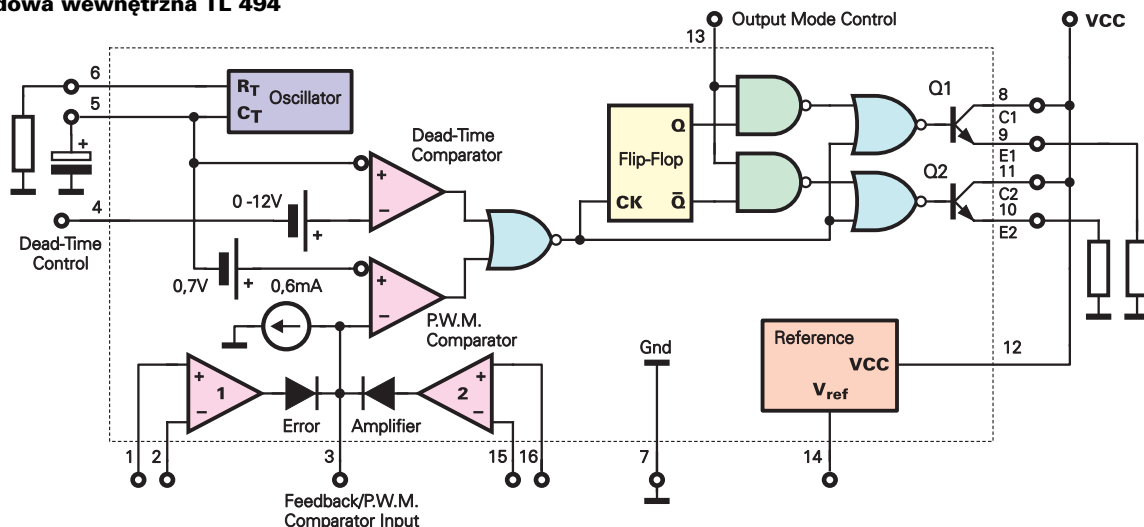 dowa wewnętrzna TL 494
Output Mode Control
VCC
13
6
5
RT
CT
Oscillator
+
Dead-Time
Comparator
+
−
4
0 -12V
+
Dead-Time
Control
0,7V
+
0,6mA
+
−
P.W.M.
Comparator
Q
Flip-Flop
CK
Q̄
Q1
8
C1
9
E1
Q2
11
C2
10
E2
+
1
−
+
2
−
Error
Amplifier
Gnd
Reference
VCC
Vref
12
1
2
3
15
16
7
14
Feedback/P.W.M.
Comparator Input